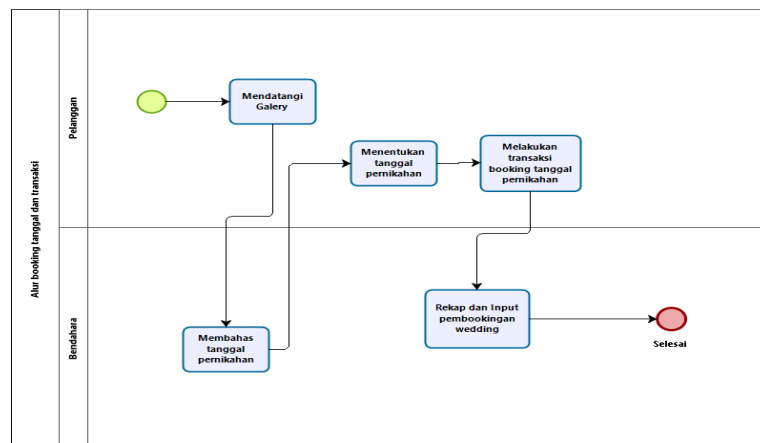 Alur booking tanggal dan transaksi
Pelanggan
Mendatangi
Galery
Menentukan
tanggal
pernikahan
Melakukan
transaksi
booking tanggal
pernikahan
Bendahara
Membahas
tanggal
pernikahan
Rekap dan Input
pembookingan
wedding
Selesai